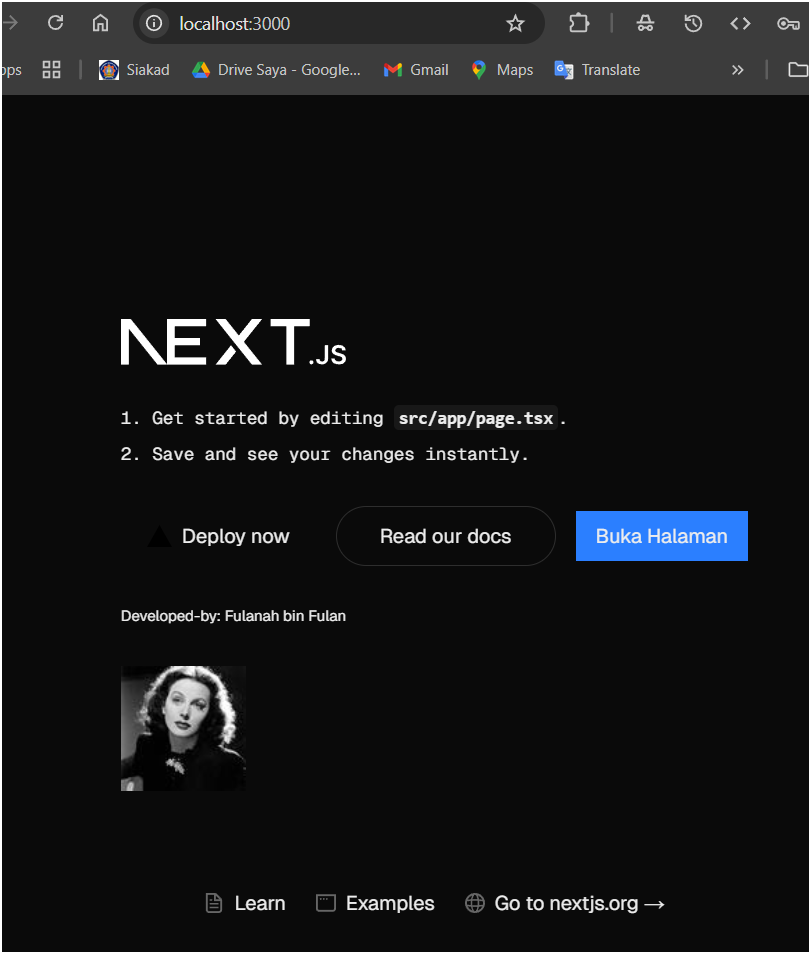 localhost:3000
Siakad Drive Saya - Google... Gmail Maps Translate
NEXT.JS
1. Get started by editing src/app/page.tsx.
2. Save and see your changes instantly.
Deploy now Read our docs Buka Halaman
Developed-by: Fulanah bin Fulan
Learn Examples Go to nextjs.org →